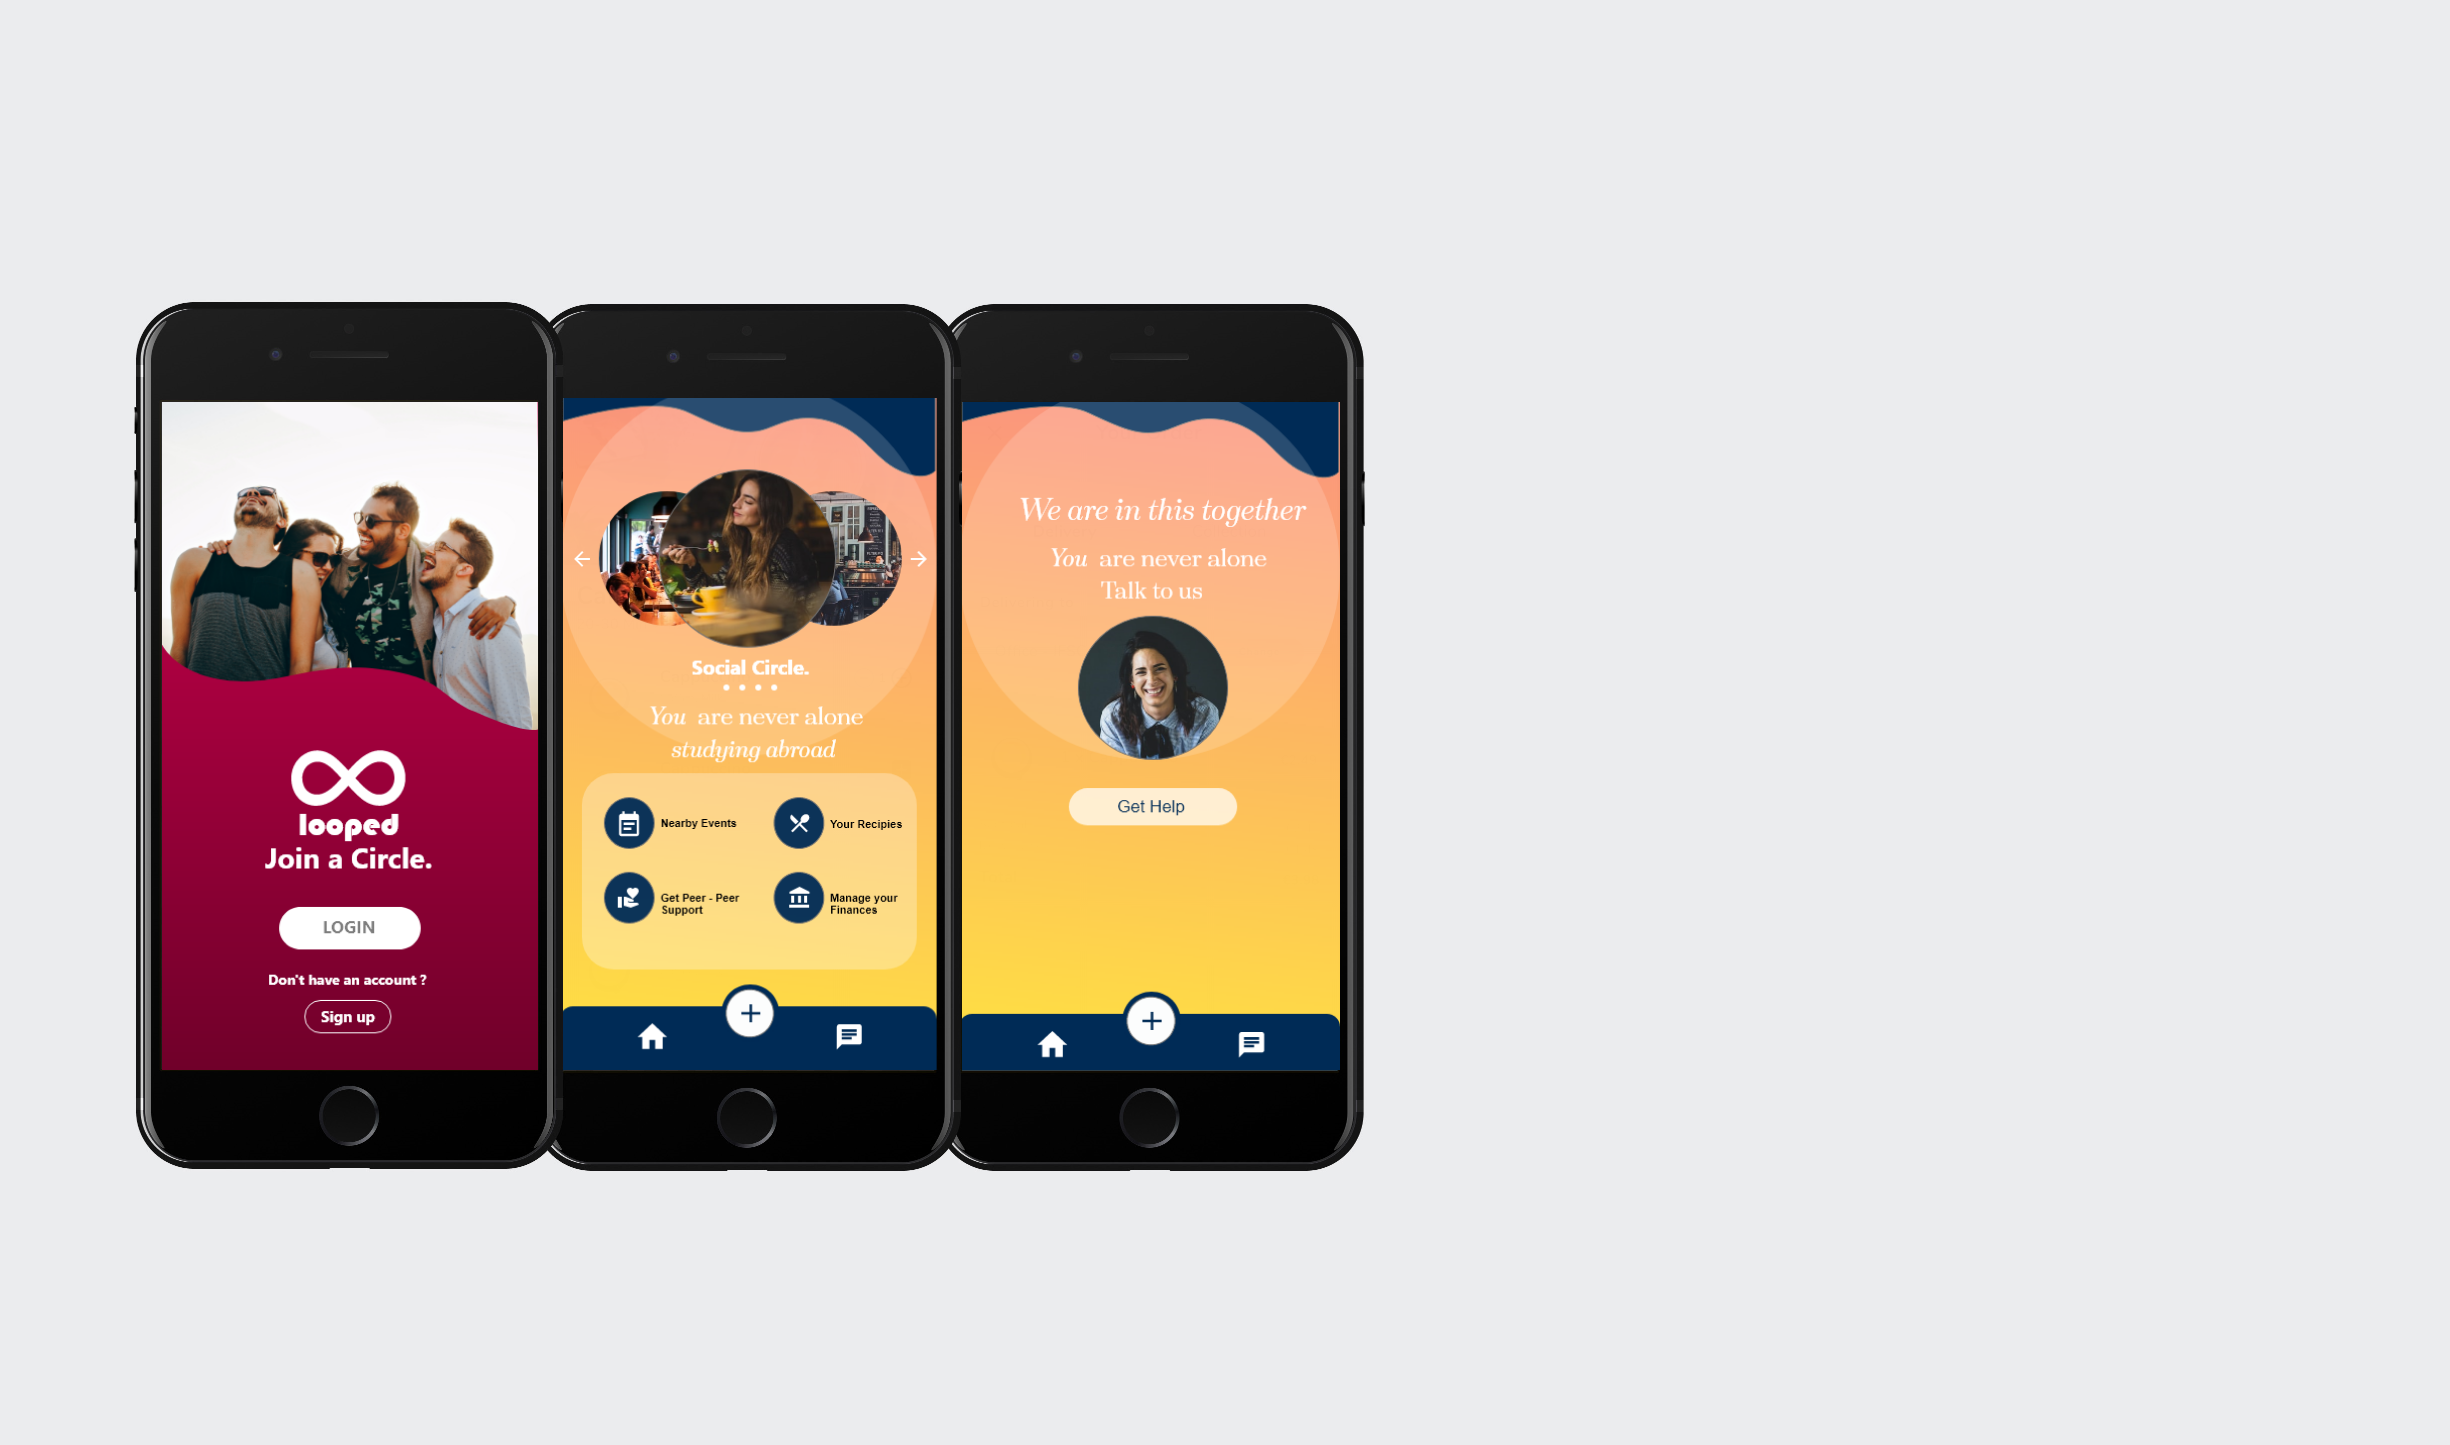 looped
Join a Circle.
LOGIN
Don't have an account ?
Sign up
Social Circle.
You are never alone
studying abroad
Nearby Events
Your Recipies
Get Peer - Peer
Support
Manage your
Finances
We are in this together
You are never alone
Talk to us
Get Help